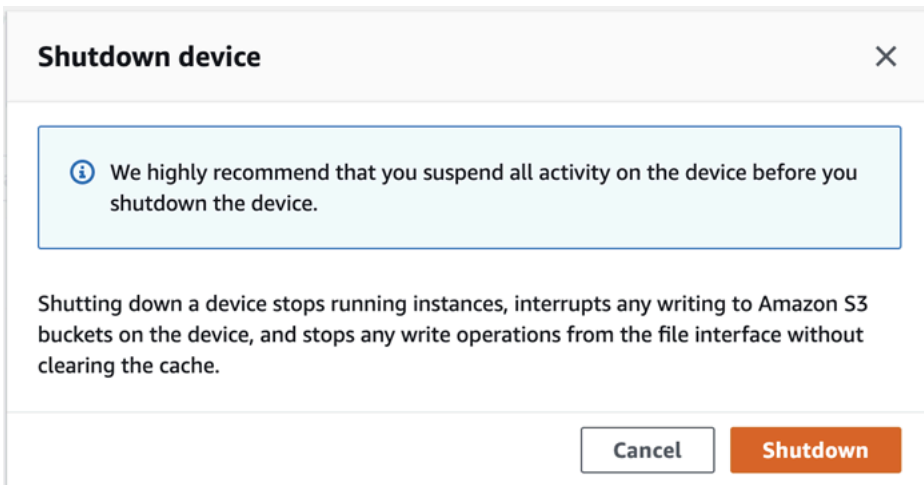 Shutdown device
We highly recommend that you suspend all activity on the device before you
shutdown the device.
Shutting down a device stops running instances, interrupts any writing to Amazon S3
buckets on the device, and stops any write operations from the file interface without
clearing the cache.
Cancel Shutdown